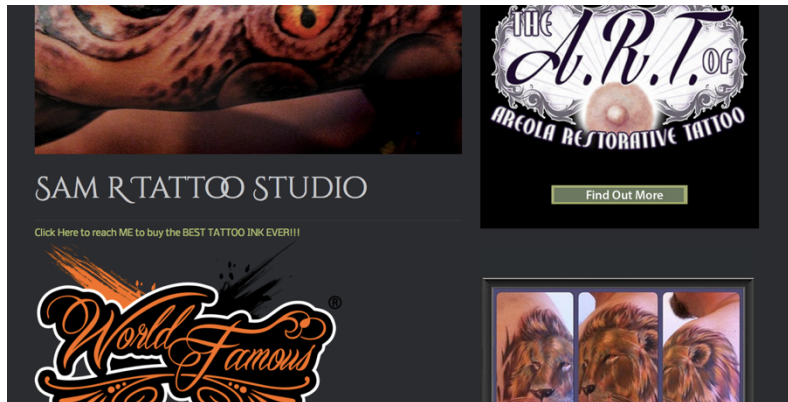 SAM R TATTOO STUDIO
Click Here to reach ME to buy the BEST TATTOO INK EVER!!!
World
Famous
®
THE
A.R.T. OF
AREOLA RESTORATIVE TATTOO
Find Out More